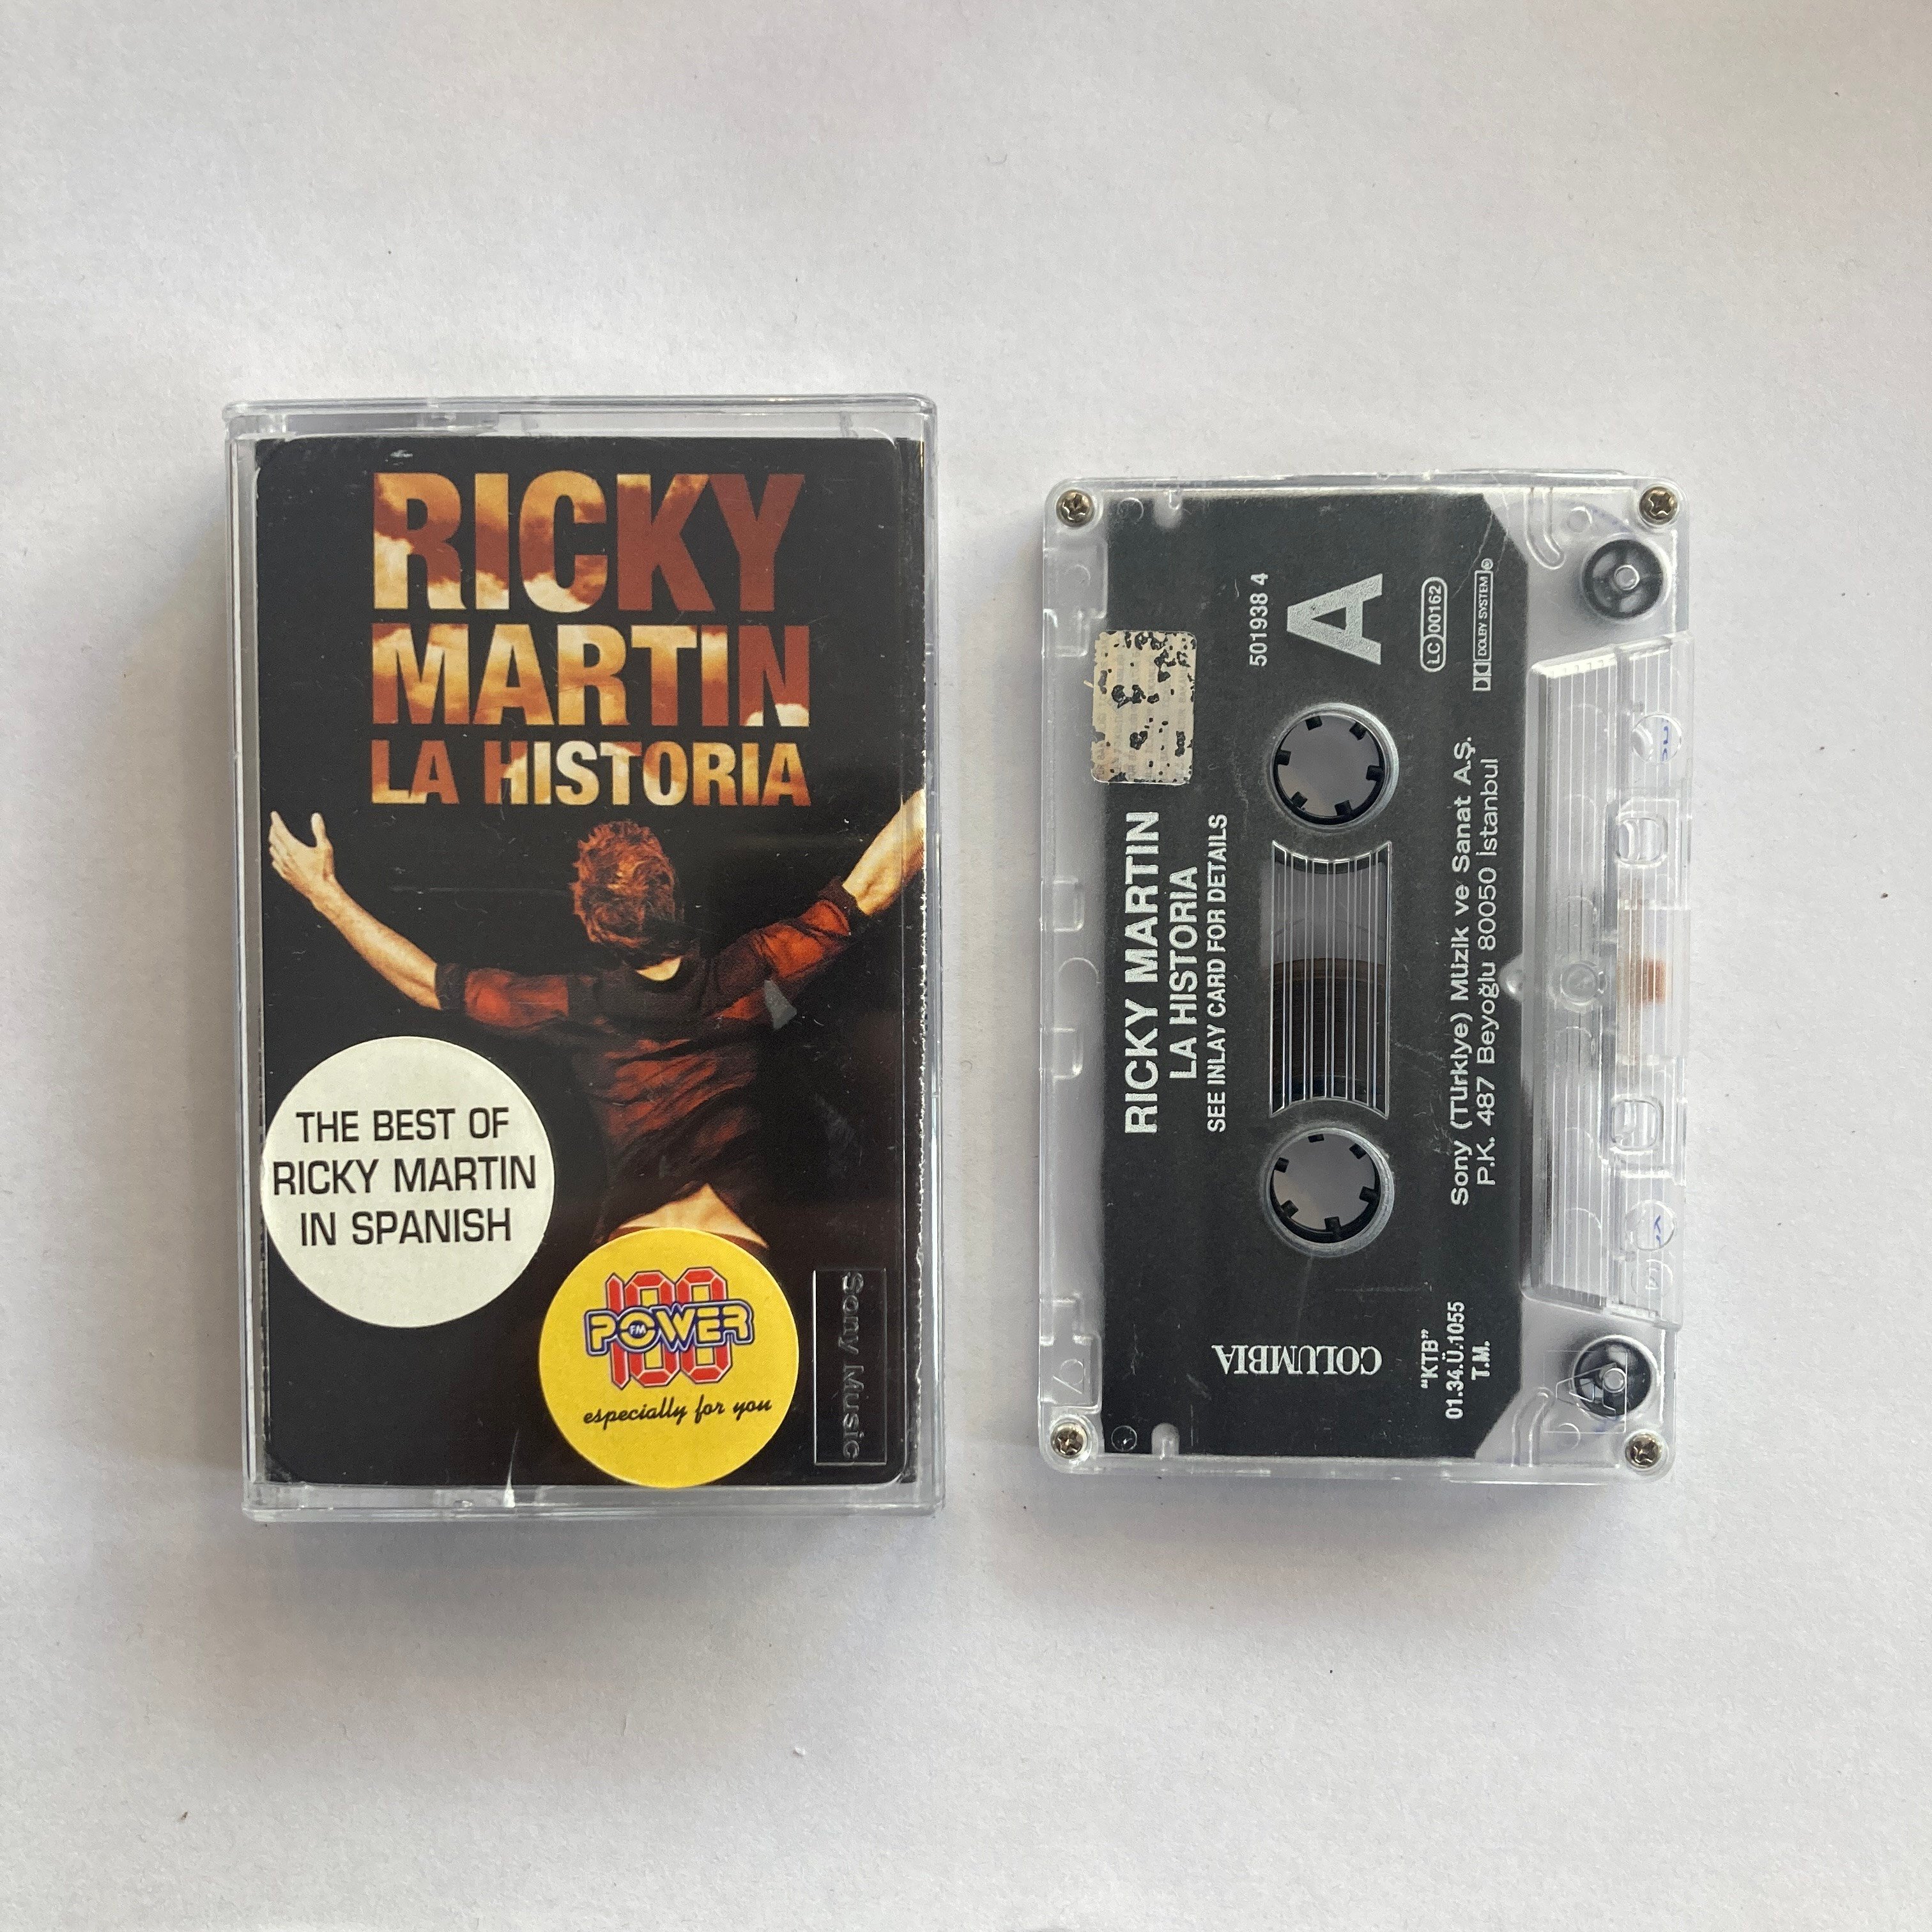 RICKY
MARTIN
LA HISTORIA
THE BEST OF
RICKY MARTIN
IN SPANISH
100
POWER
FM
especially for you
Sony Music
RICKY MARTIN
LA HISTORIA
SEE INLAY CARD FOR DETAILS
501938 4
A
LC 00162
DOLBY SYSTEM
Sony (Türkiye) Müzik ve Sanat A.Ş.
P.K. 487 Beyoğlu 80050 İstanbul
COLUMBIA
"KTB"
01.34.Ü.1055
T.M.